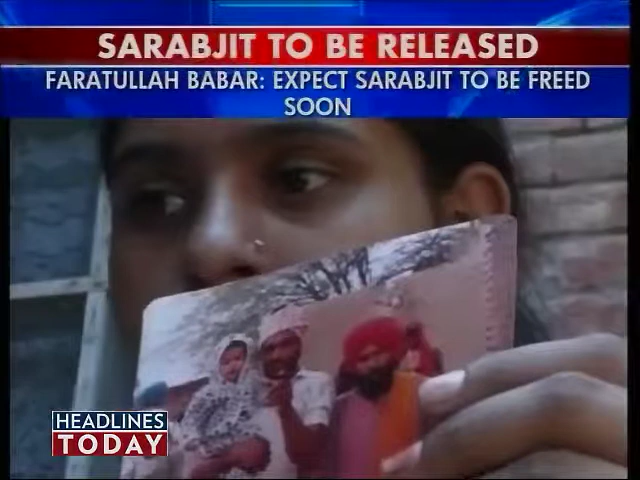 SARABJIT TO BE RELEASED
FARATULLAH BABAR: EXPECT SARABJIT TO BE FREED
SOON
HEADLINES
TODAY